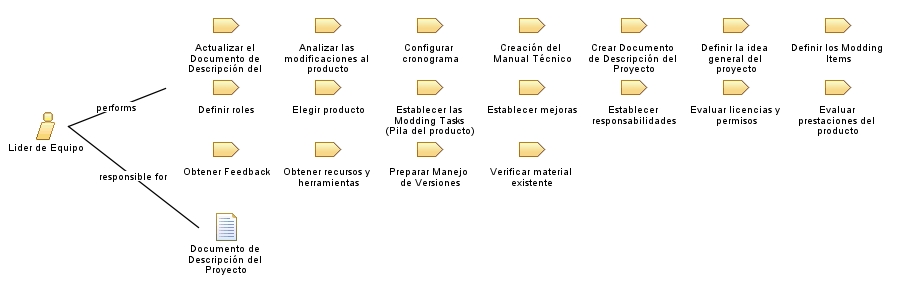 Actualizar el
Documento de
Descripción del
Analizar las
modificaciones al
producto
Configurar
cronograma
Creación del
Manual Técnico
Crear Documento
de Descripción del
Proyecto
Definir la idea
general del
proyecto
Definir los Modding
Items
performs
Definir roles
Elegir producto
Establecer las
Modding Tasks
(Pila del producto)
Establecer mejoras
Establecer
responsabilidades
Evaluar licencias y
permisos
Evaluar
prestaciones del
producto
Lider de Equipo
responsible for
Obtener Feedback
Obtener recursos y
herramientas
Preparar Manejo
de Versiones
Verificar material
existente
Documento de
Descripción del
Proyecto